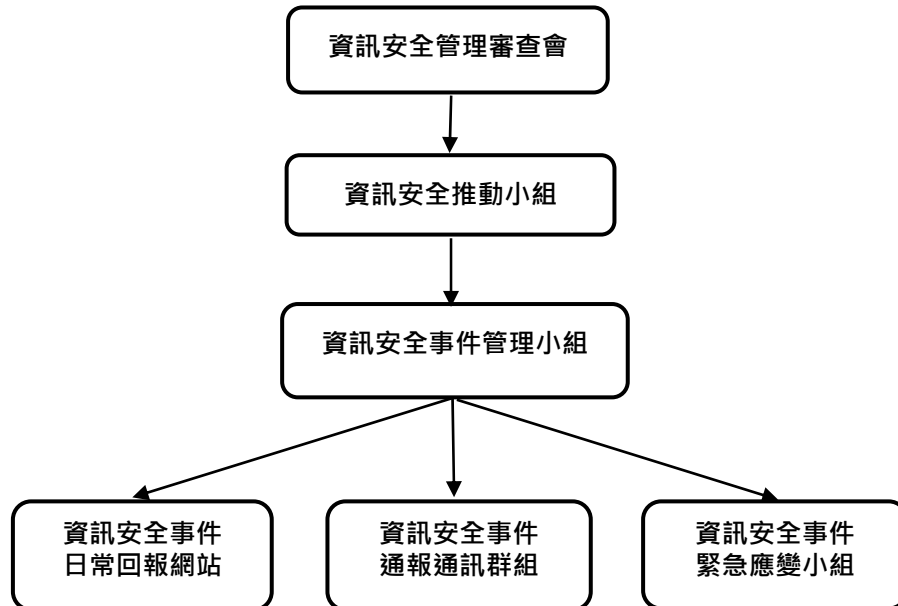 資訊安全管理審查會
資訊安全推動小組
資訊安全事件管理小組
資訊安全事件
日常回報網站
資訊安全事件
通報通訊群組
資訊安全事件
緊急應變小組